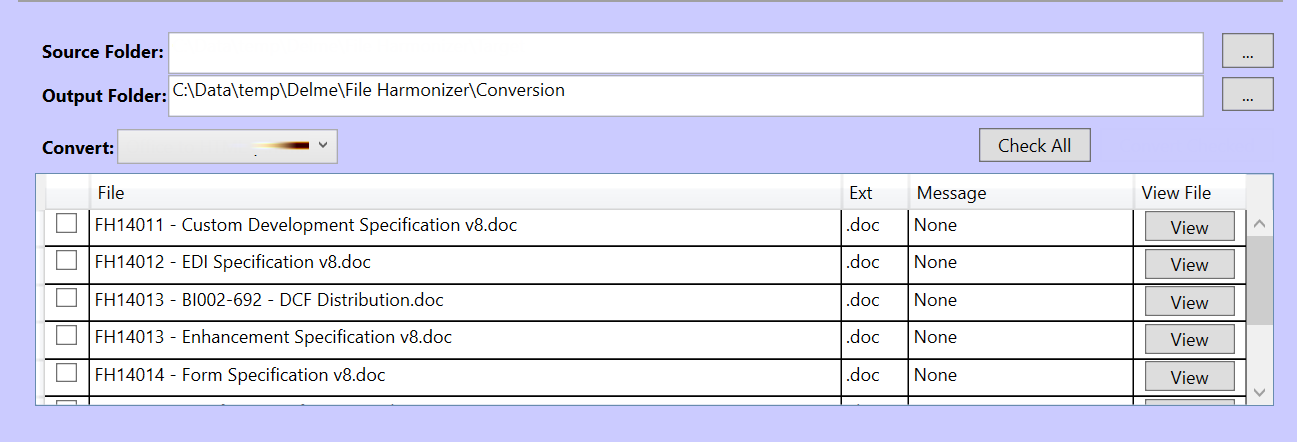 Source Folder: ...
Output Folder: C:\Data\temp\Delme\File Harmonizer\Conversion ...
Convert: Check All
File Ext Message View File
FH14011 - Custom Development Specification v8.doc .doc None View
FH14012 - EDI Specification v8.doc .doc None View
FH14013 - BI002-692 - DCF Distribution.doc .doc None View
FH14013 - Enhancement Specification v8.doc .doc None View
FH14014 - Form Specification v8.doc .doc None View